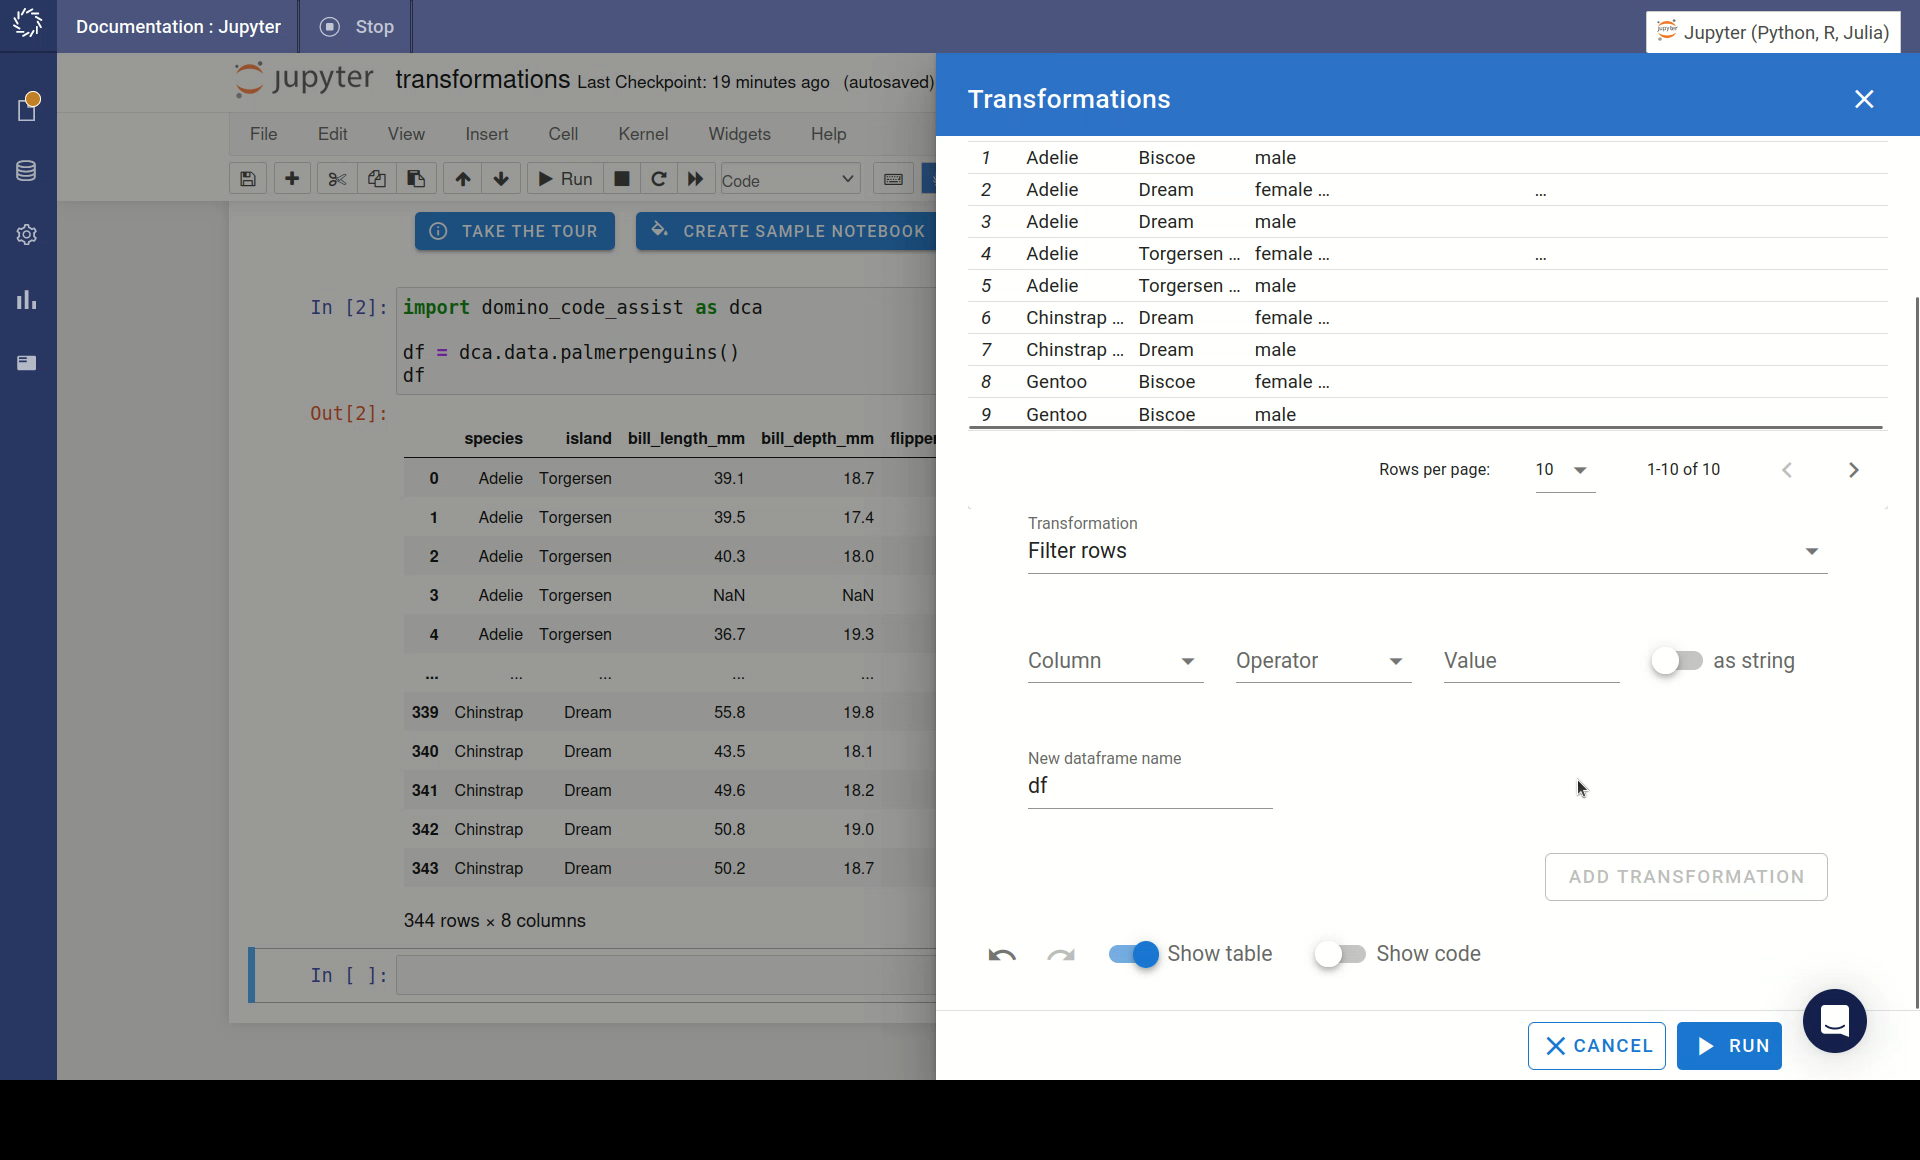 Documentation : Jupyter
Stop
Jupyter (Python, R, Julia)
jupyter transformations Last Checkpoint: 19 minutes ago (autosaved)
File Edit View Insert Cell Kernel Widgets Help
Run Code
TAKE THE TOUR CREATE SAMPLE NOTEBOOK
In [2]: import domino_code_assist as dca
df = dca.data.palmerpenguins()
df
Out[2]:
species island bill_length_mm bill_depth_mm flipper
0 Adelie Torgersen 39.1 18.7
1 Adelie Torgersen 39.5 17.4
2 Adelie Torgersen 40.3 18.0
3 Adelie Torgersen NaN NaN
4 Adelie Torgersen 36.7 19.3
... ... ... ... ...
339 Chinstrap Dream 55.8 19.8
340 Chinstrap Dream 43.5 18.1
341 Chinstrap Dream 49.6 18.2
342 Chinstrap Dream 50.8 19.0
343 Chinstrap Dream 50.2 18.7
344 rows × 8 columns
In [ ]:
Transformations
1 Adelie Biscoe male
2 Adelie Dream female ... ...
3 Adelie Dream male
4 Adelie Torgersen ... female ... ...
5 Adelie Torgersen ... male
6 Chinstrap ... Dream female ...
7 Chinstrap ... Dream male
8 Gentoo Biscoe female ...
9 Gentoo Biscoe male
Rows per page: 10 1-10 of 10
Transformation
Filter rows
Column Operator Value as string
New dataframe name
df
ADD TRANSFORMATION
Show table Show code
CANCEL RUN